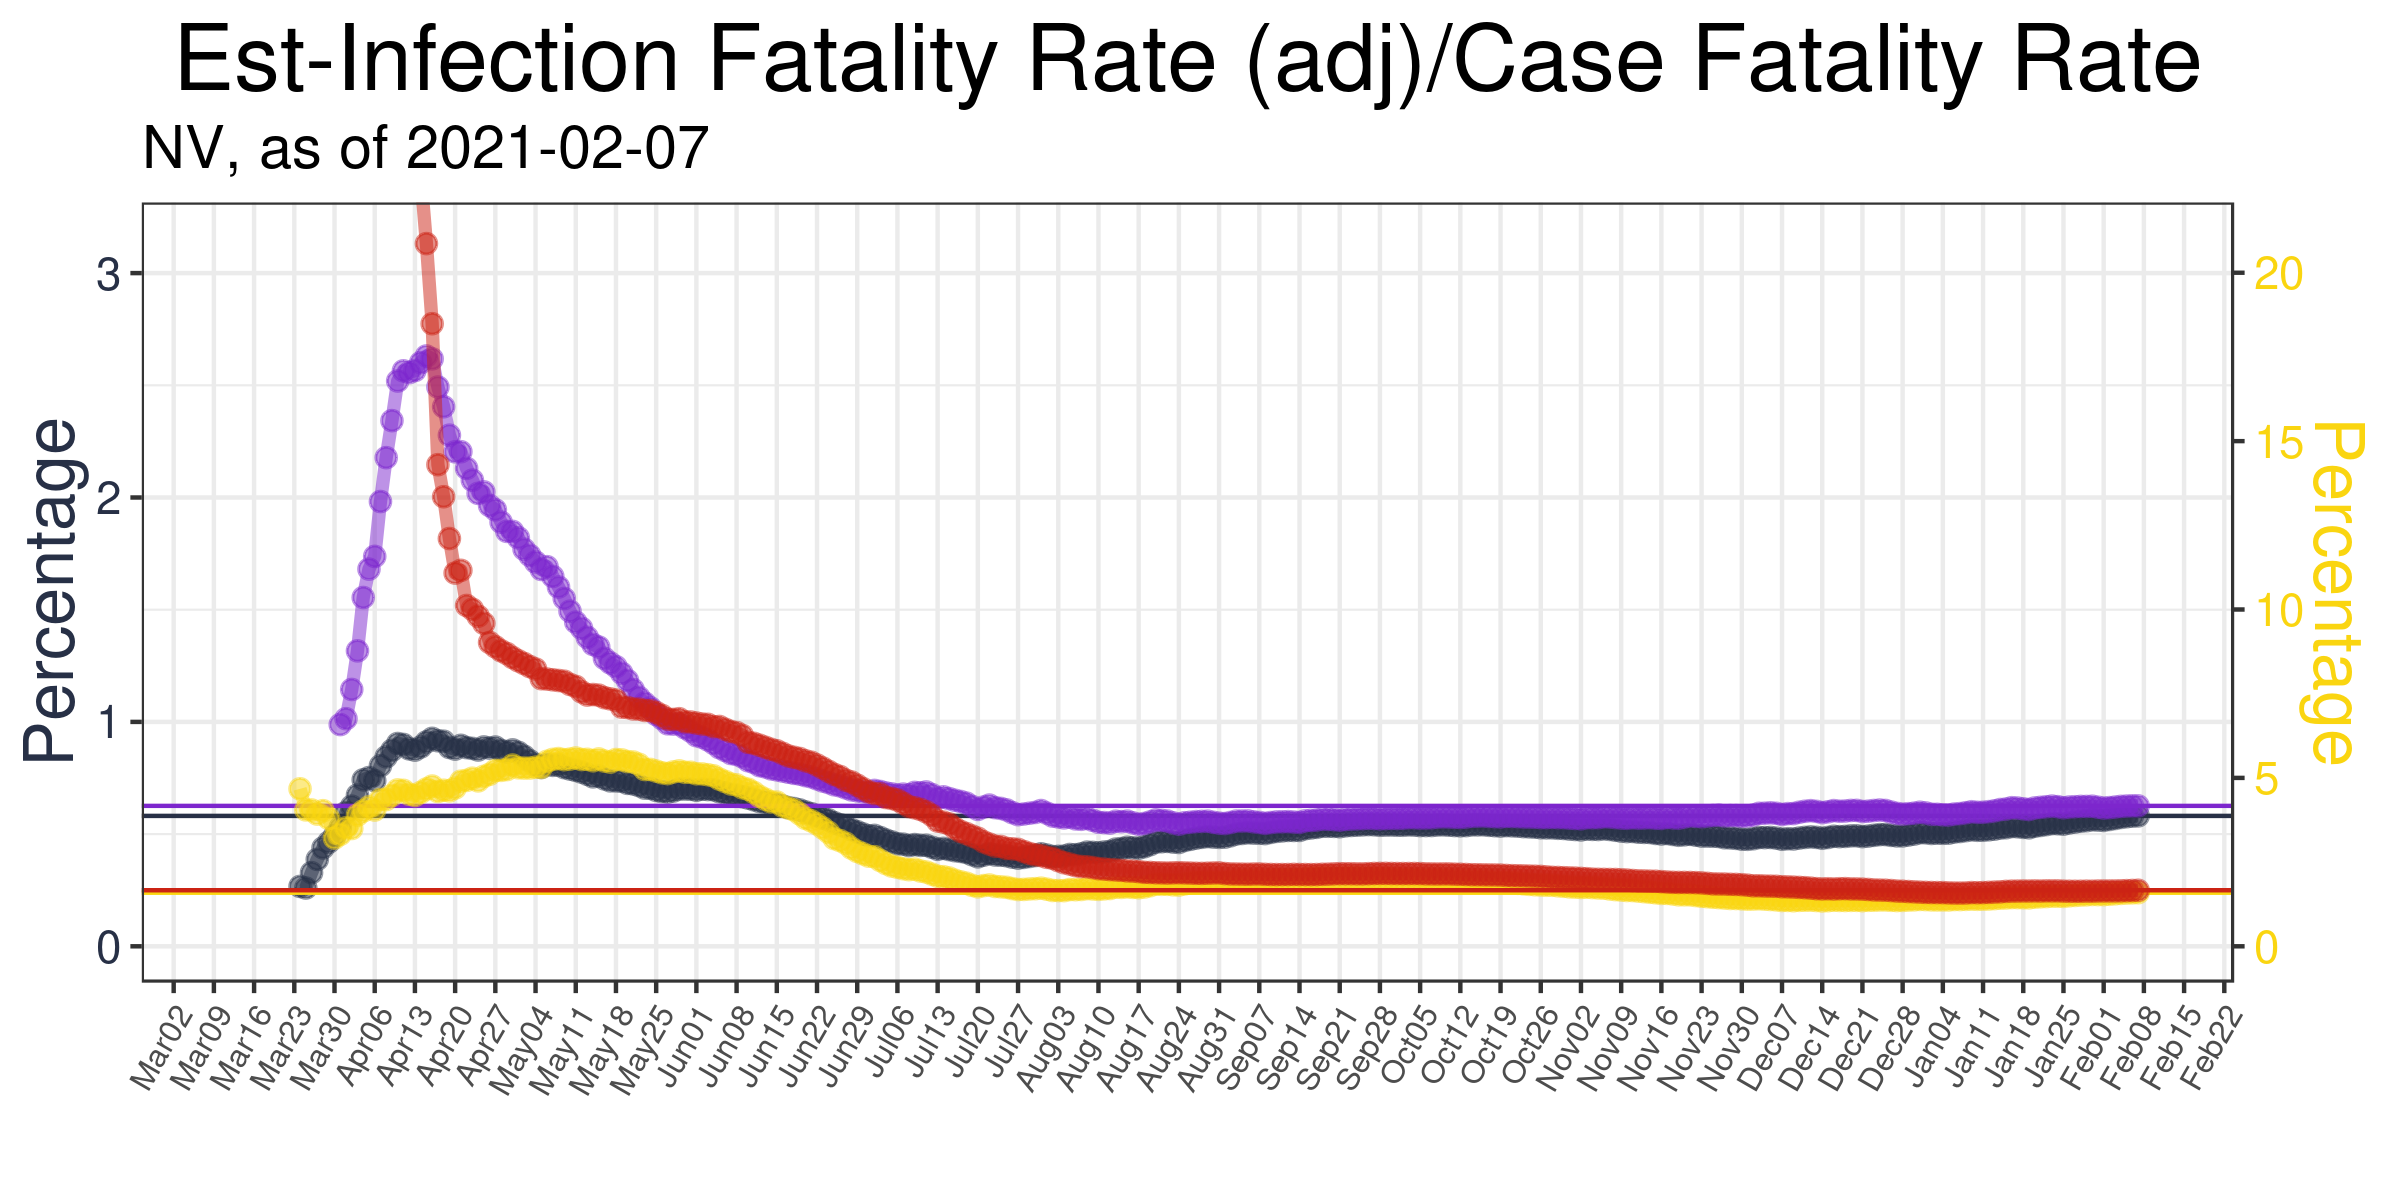 Est-Infection Fatality Rate (adj)/Case Fatality Rate
NV, as of 2021-02-07
Percentage
3
2
1
0
20
15
10
5
0
Percentage
Mar02
Mar09
Mar16
Mar23
Mar30
Apr06
Apr13
Apr20
Apr27
May04
May11
May18
May25
Jun01
Jun08
Jun15
Jun22
Jun29
Jul06
Jul13
Jul20
Jul27
Aug03
Aug10
Aug17
Aug24
Aug31
Sep07
Sep14
Sep21
Sep28
Oct05
Oct12
Oct19
Oct26
Nov02
Nov09
Nov16
Nov23
Nov30
Dec07
Dec14
Dec21
Dec28
Jan04
Jan11
Jan18
Jan25
Feb01
Feb08
Feb15
Feb22